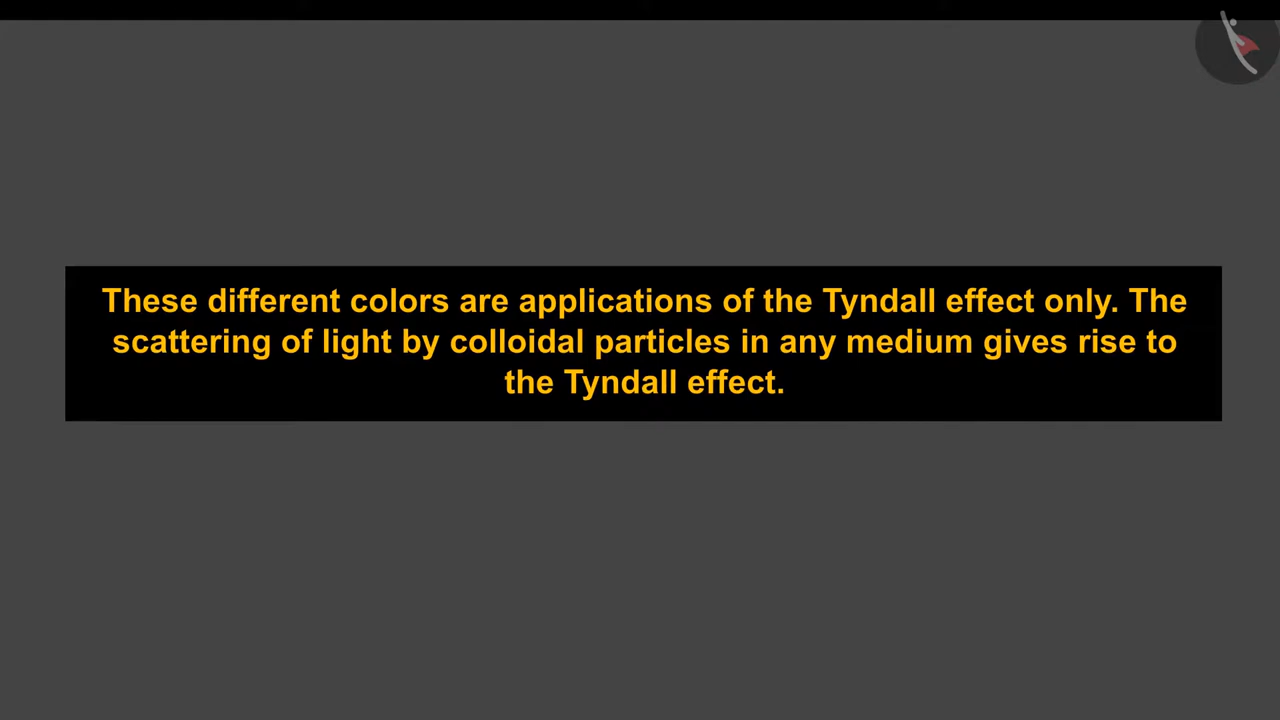 These different colors are applications of the Tyndall effect only. The
scattering of light by colloidal particles in any medium gives rise to
the Tyndall effect.